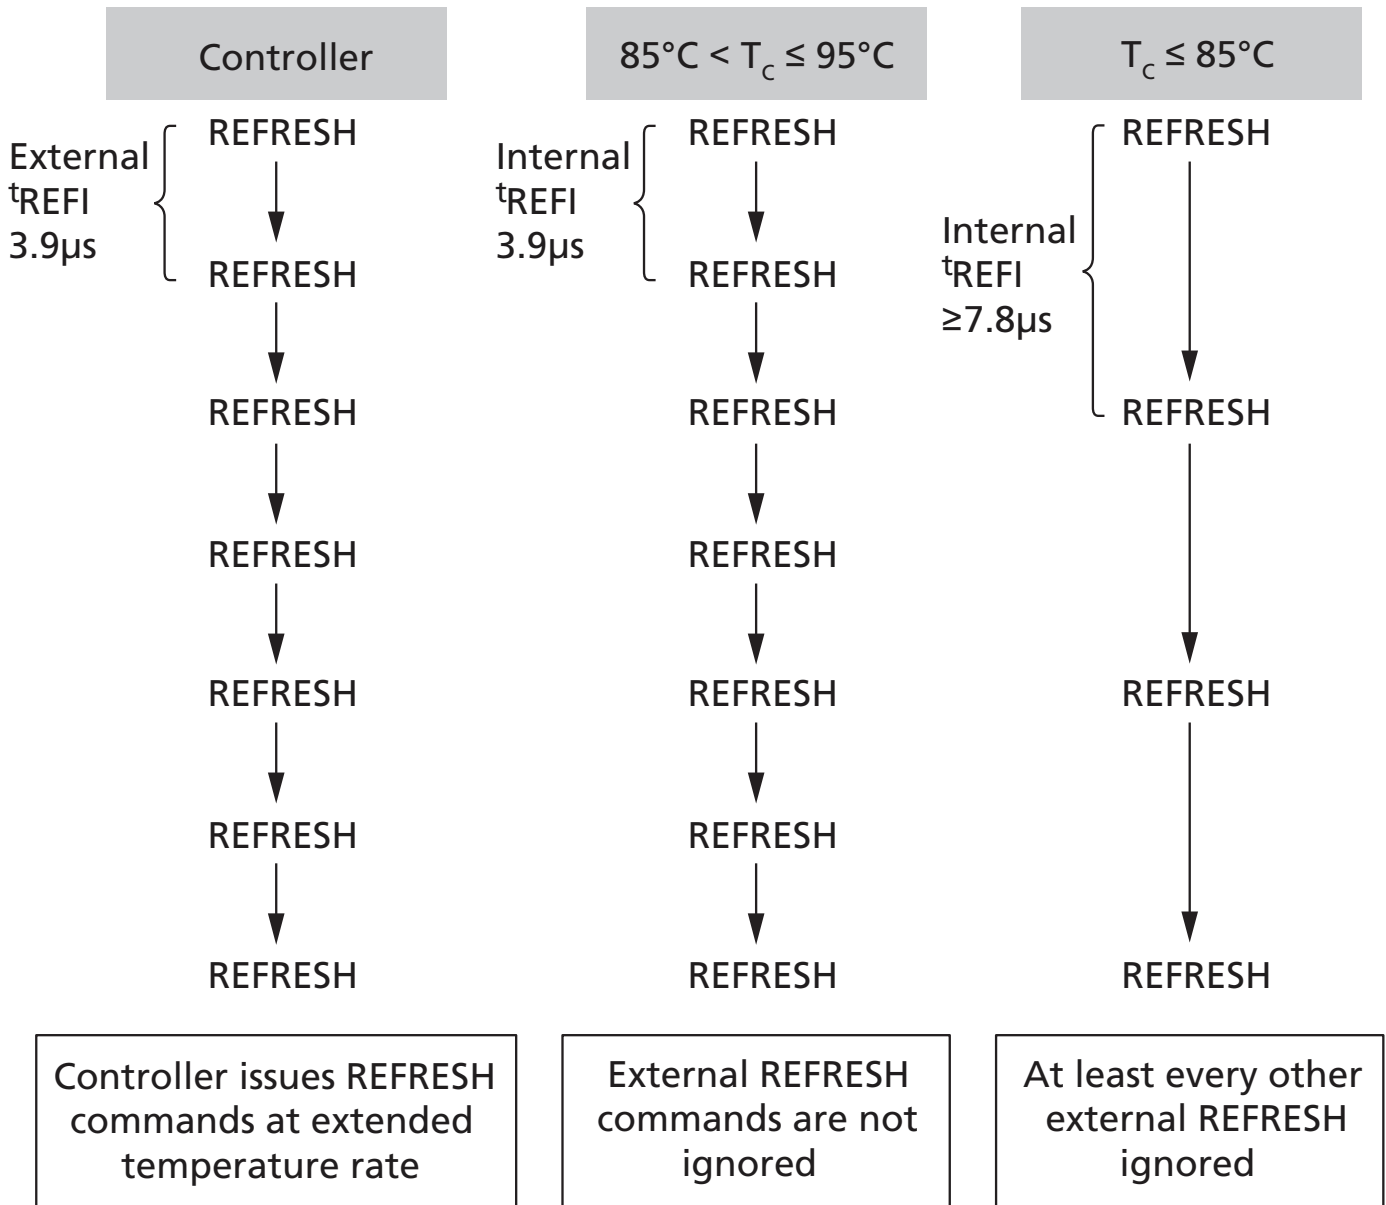 Controller
85°C < TC ≤ 95°C
TC ≤ 85°C
External
tREFI
3.9µs
REFRESH
REFRESH
REFRESH
REFRESH
REFRESH
REFRESH
REFRESH
Internal
tREFI
3.9µs
REFRESH
REFRESH
REFRESH
REFRESH
REFRESH
REFRESH
REFRESH
Internal
tREFI
≥7.8µs
REFRESH
REFRESH
REFRESH
REFRESH
Controller issues REFRESH
commands at extended
temperature rate
External REFRESH
commands are not
ignored
At least every other
external REFRESH
ignored